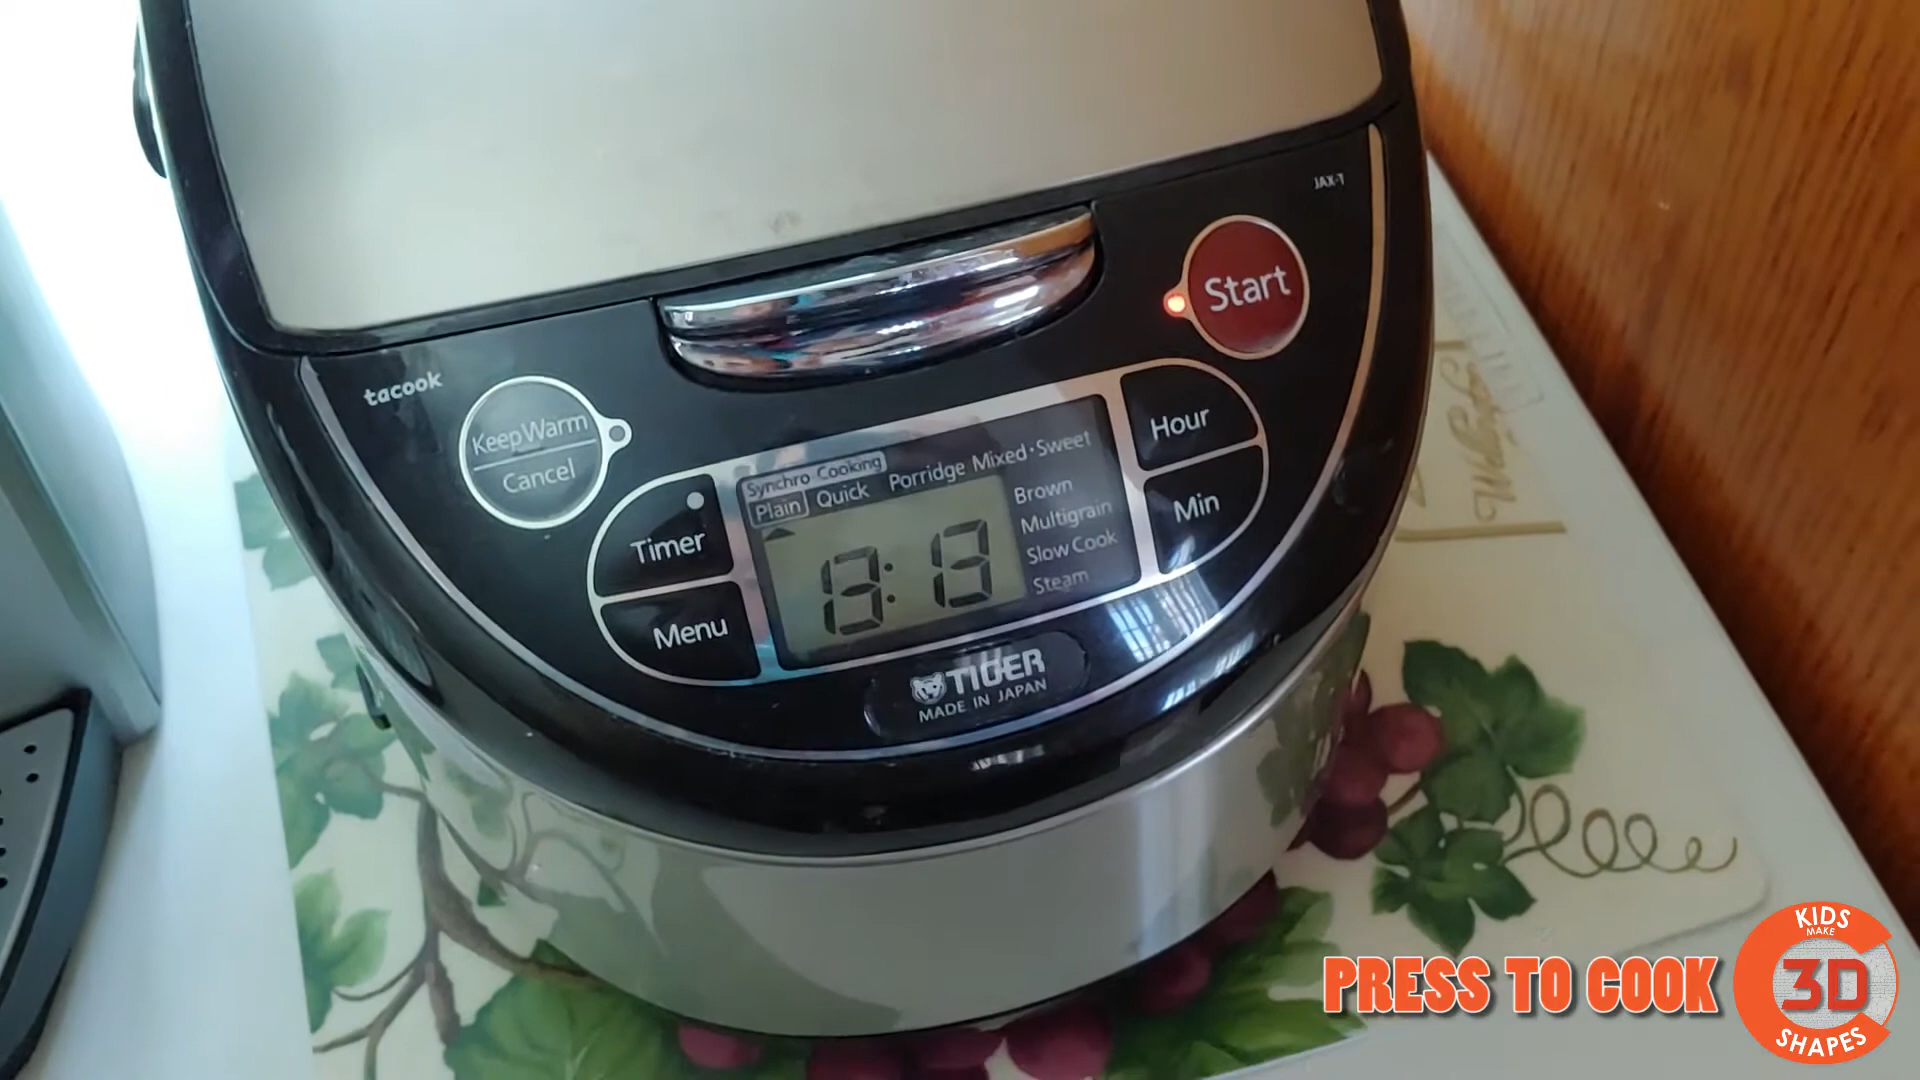 JAX-T
Start
tacook
Keep Warm
Cancel
Hour
Synchro Cooking
Plain Quick Porridge Mixed·Sweet
Brown
Multigrain
Slow Cook
Steam
Timer
Min
13:13
Menu
TIGER
MADE IN JAPAN
PRESS TO COOK
KIDS
MAKE
3D
SHAPES